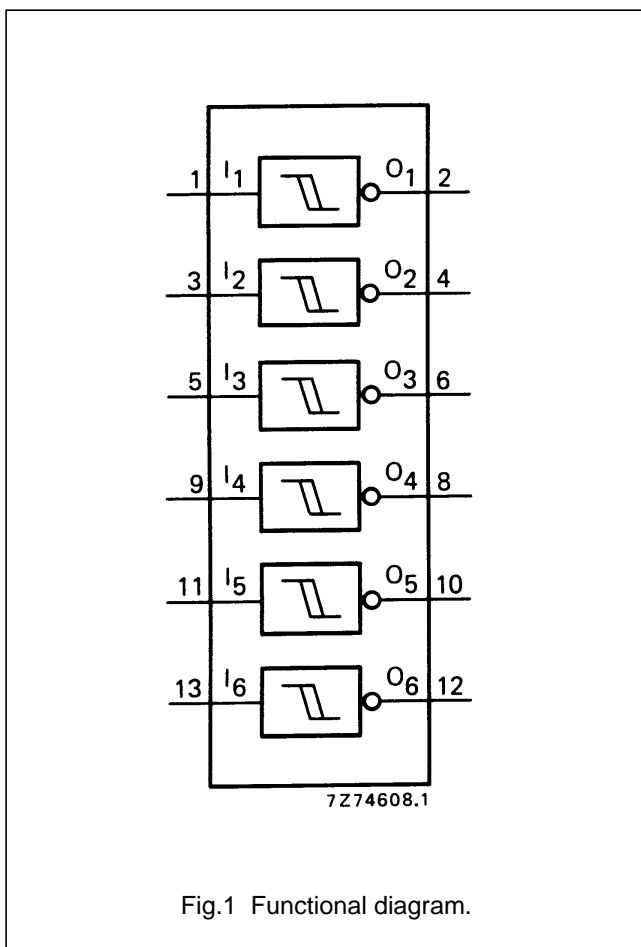 1 I1 O1 2
3 I2 O2 4
5 I3 O3 6
9 I4 O4 8
11 I5 O5 10
13 I6 O6 12
7Z74608.1
Fig.1 Functional diagram.